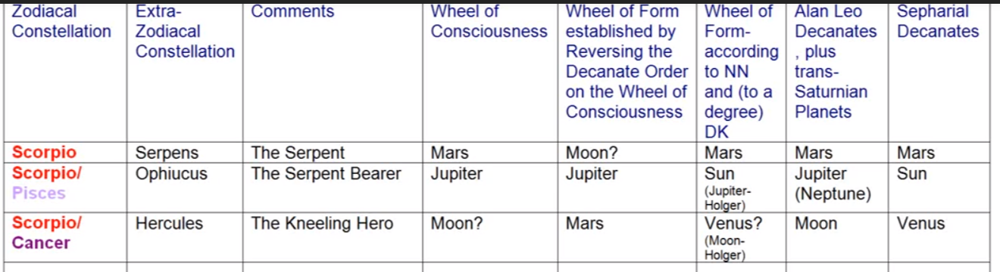 Zodiacal
Constellation
Extra-
Zodiacal
Constellation
Comments
Wheel of
Consciousness
Wheel of Form
established by
Reversing the
Decanate Order
on the Wheel of
Consciousness
Wheel of
Form-
according
to NN
and (to a
degree)
DK
Alan Leo
Decanates
, plus
trans-
Saturnian
Planets
Sepharial
Decanates
Scorpio
Serpens
The Serpent
Mars
Moon?
Mars
Mars
Mars
Scorpio/
Pisces
Ophiucus
The Serpent Bearer
Jupiter
Jupiter
Sun
(Jupiter-
Holger)
Jupiter
(Neptune)
Sun
Scorpio/
Cancer
Hercules
The Kneeling Hero
Moon?
Mars
Venus?
(Moon-
Holger)
Moon
Venus